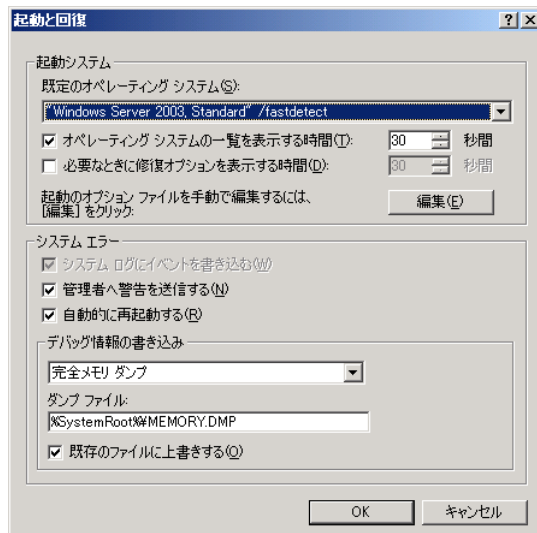 起動と回復
起動システム
既定のオペレーティング システム(S):
"Windows Server 2003, Standard" /fastdetect
オペレーティング システムの一覧を表示する時間(T):
30
秒間
必要なときに修復オプションを表示する時間(D):
30
秒間
起動のオプション ファイルを手動で編集するには、
[編集] をクリック:
編集(E)
システム エラー
システム ログにイベントを書き込む(W)
管理者へ警告を送信する(N)
自動的に再起動する(R)
デバッグ情報の書き込み
完全メモリ ダンプ
ダンプ ファイル:
%SystemRoot%¥MEMORY.DMP
既存のファイルに上書きする(O)
OK
キャンセル